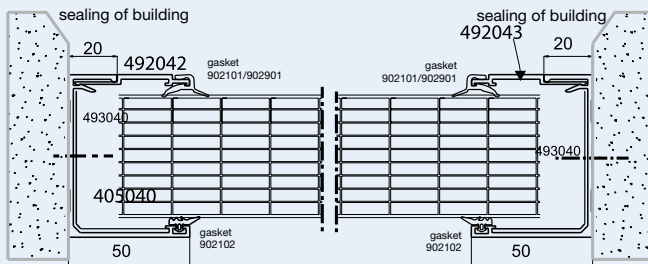 sealing of building
sealing of building
20
492042
gasket
902101/902901
gasket
902101/902901
492043
20
493040
493040
405040
gasket
902102
gasket
902102
50
50